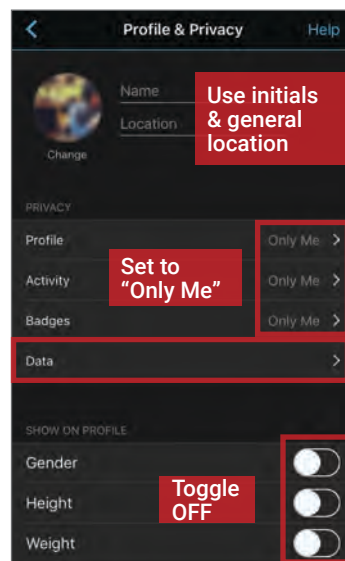 Profile & Privacy Help
Name
Location
Use initials
& general
location
Change
PRIVACY
Profile Only Me
Activity Only Me
Set to
“Only Me”
Badges Only Me
Data
SHOW ON PROFILE
Gender
Height
Toggle
OFF
Weight